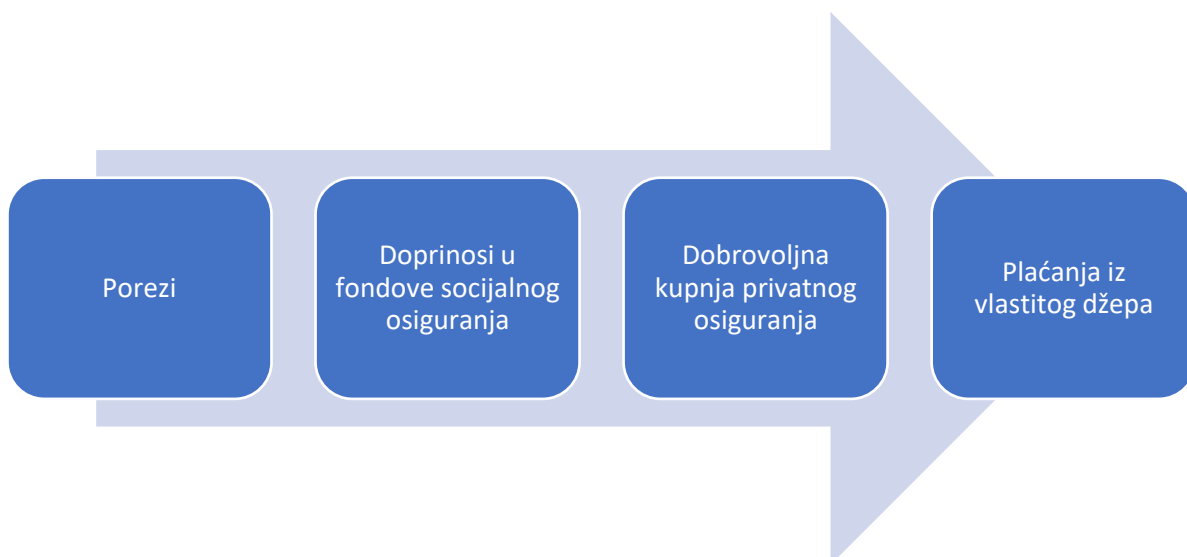 Porezi
Doprinosi u
fondove socijalnog
osiguranja
Dobrovoljna
kupnja privatnog
osiguranja
Plaćanja iz
vlastitog džepa